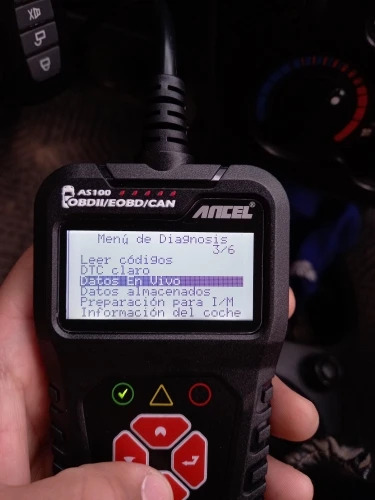 AS100
OBDII/EOBD/CAN
ANCEL®
Menú de Diagnosis
3/6
Leer códigos
DTC claro
Datos En Vivo
Datos almacenados
Preparación para I/M
Información del coche